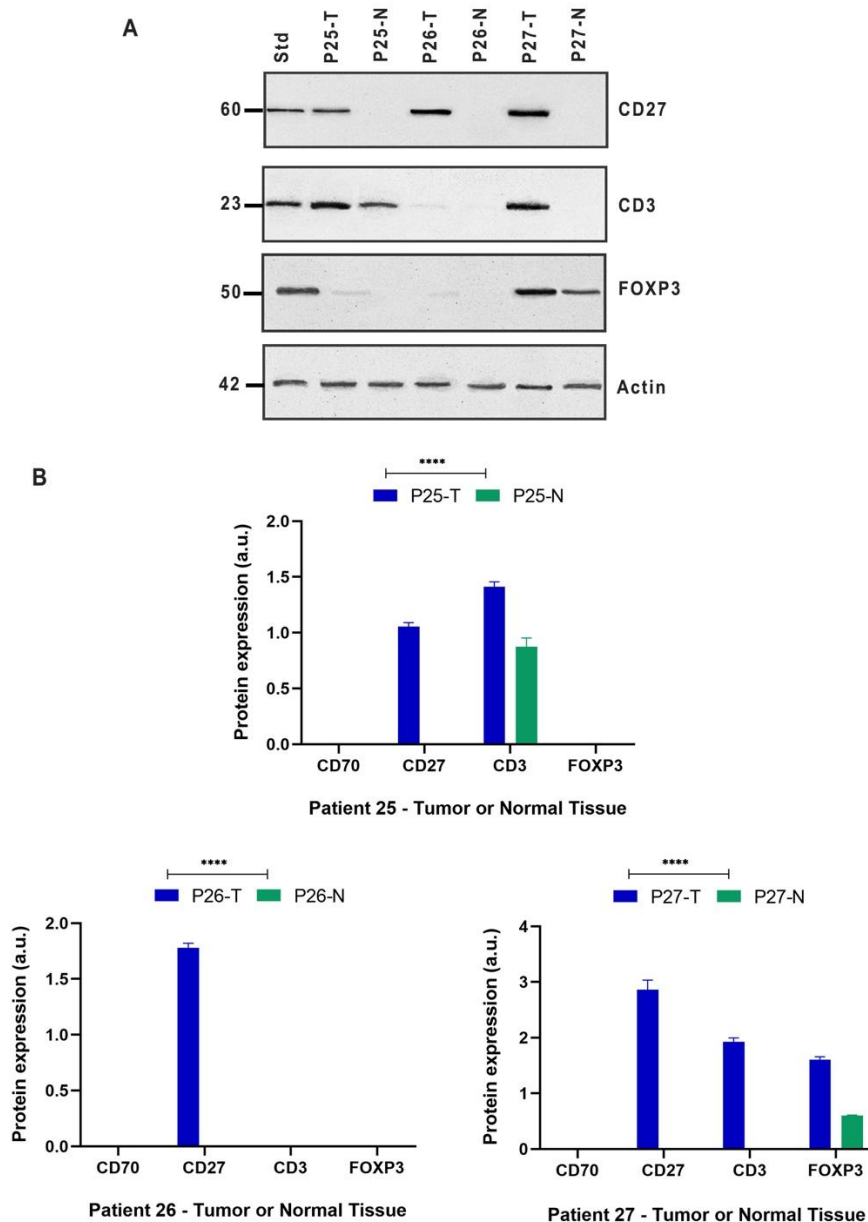 A
Std P25-T P25-N P26-T P26-N P27-T P27-N
60 CD27
23 CD3
50 FOXP3
42 Actin
B
****
P25-T P25-N
Protein expression (a.u.)
2.0
1.5
1.0
0.5
0.0
CD70 CD27 CD3 FOXP3
Patient 25 - Tumor or Normal Tissue
****
P26-T P26-N
Protein expression (a.u.)
2.0
1.5
1.0
0.5
0.0
CD70 CD27 CD3 FOXP3
Patient 26 - Tumor or Normal Tissue
****
P27-T P27-N
Protein expression (a.u.)
4
3
2
1
0
CD70 CD27 CD3 FOXP3
Patient 27 - Tumor or Normal Tissue